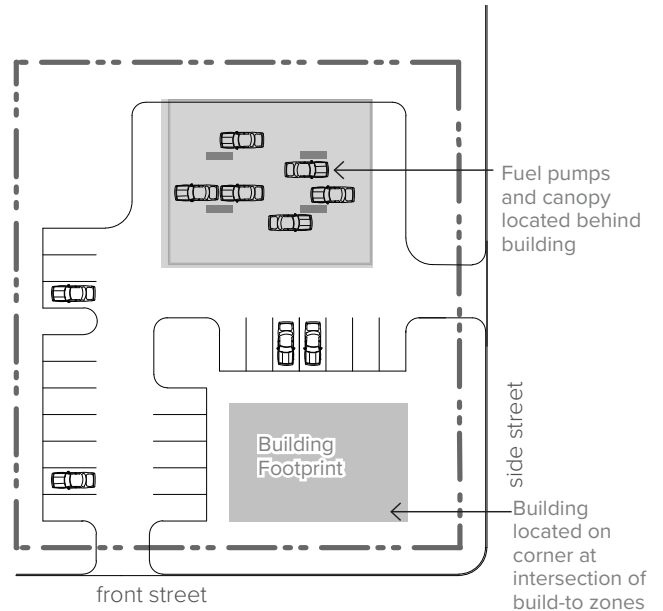 Fuel pumps
and canopy
located behind
building
Building
Footprint
side street
Building
located on
corner at
intersection of
build-to zones
front street